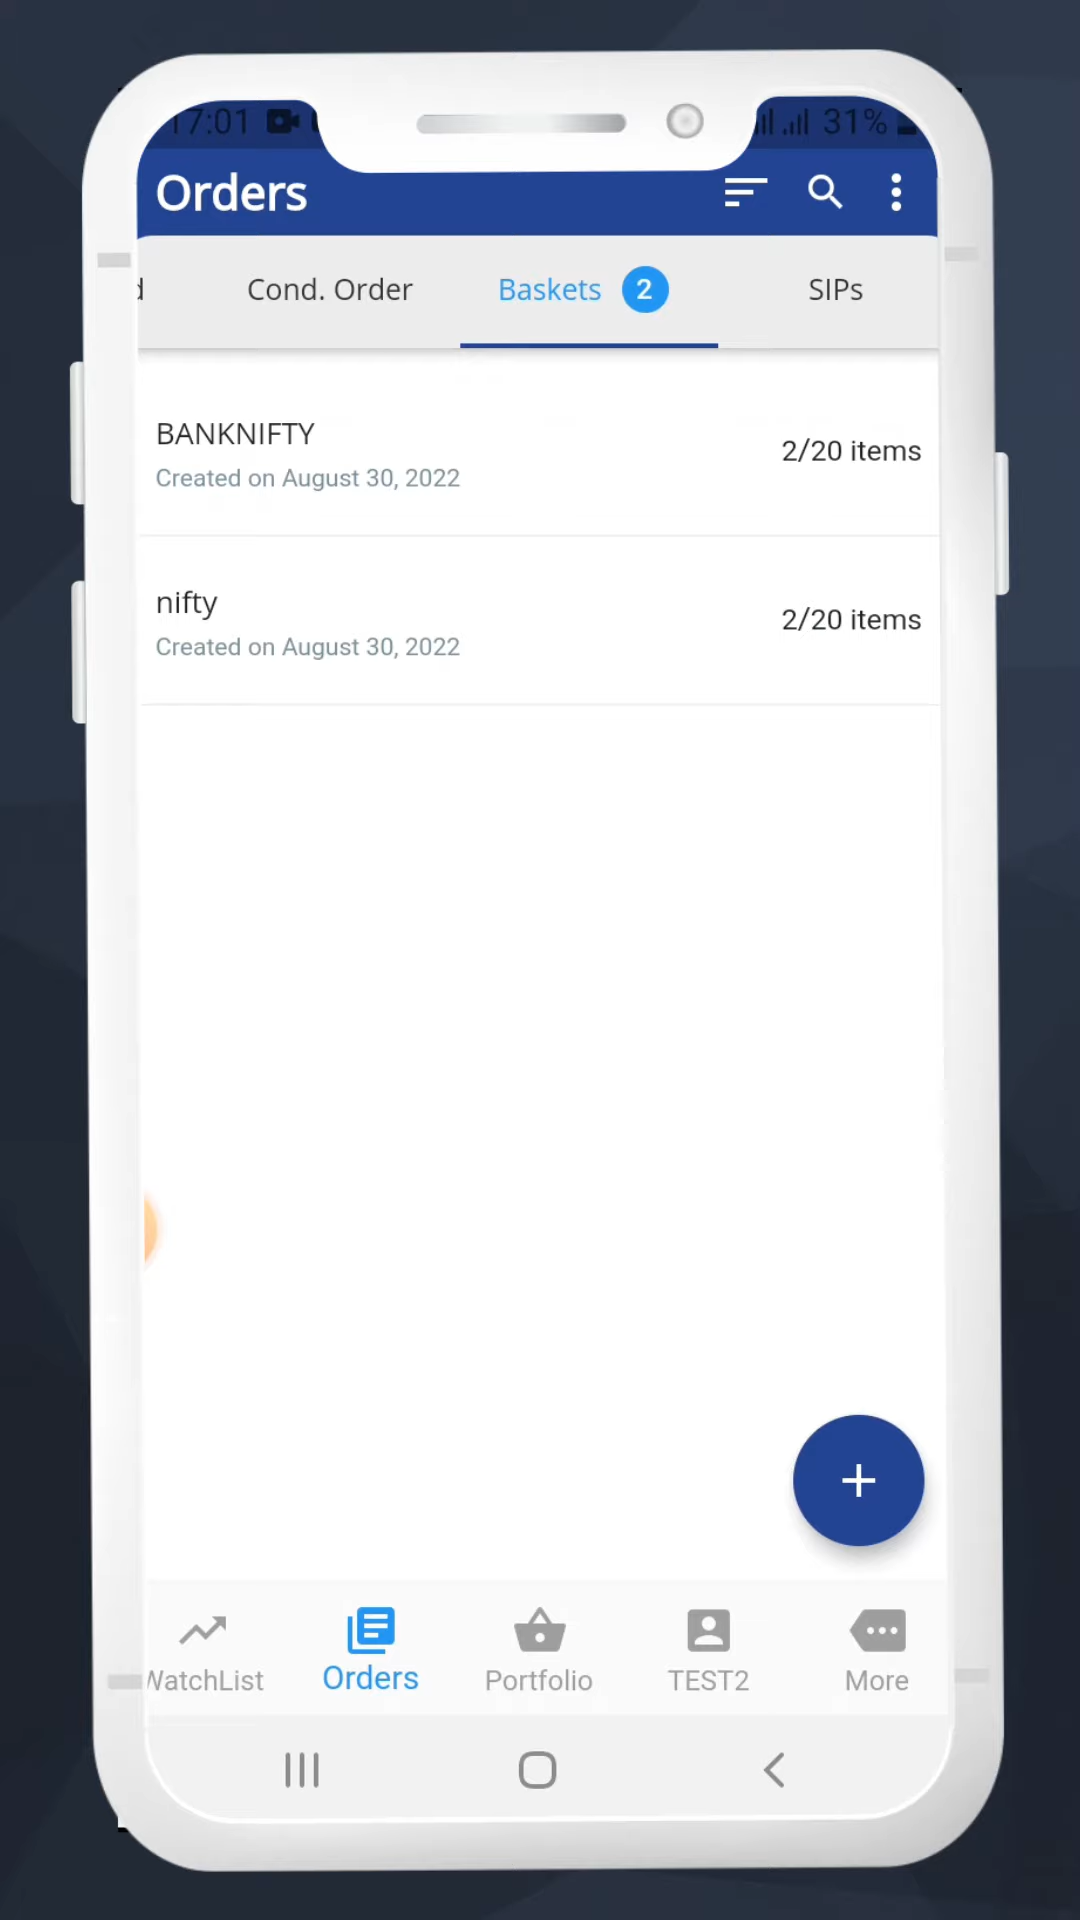 17:01 31%
Orders
d Cond. Order Baskets 2 SIPs
BANKNIFTY
2/20 items
Created on August 30, 2022
nifty
2/20 items
Created on August 30, 2022
+
WatchList Orders Portfolio TEST2 More